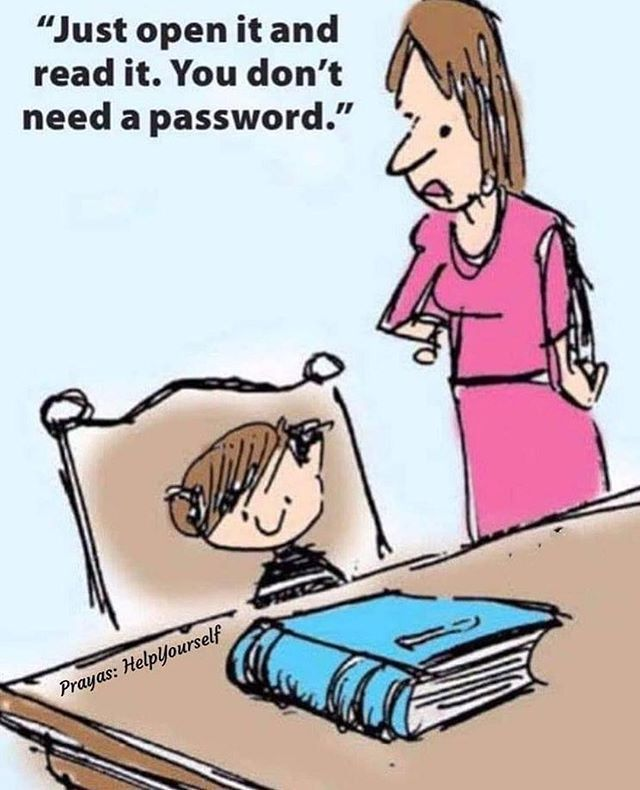 “Just open it and
read it. You don’t
need a password.”
Prayas: HelpYourself